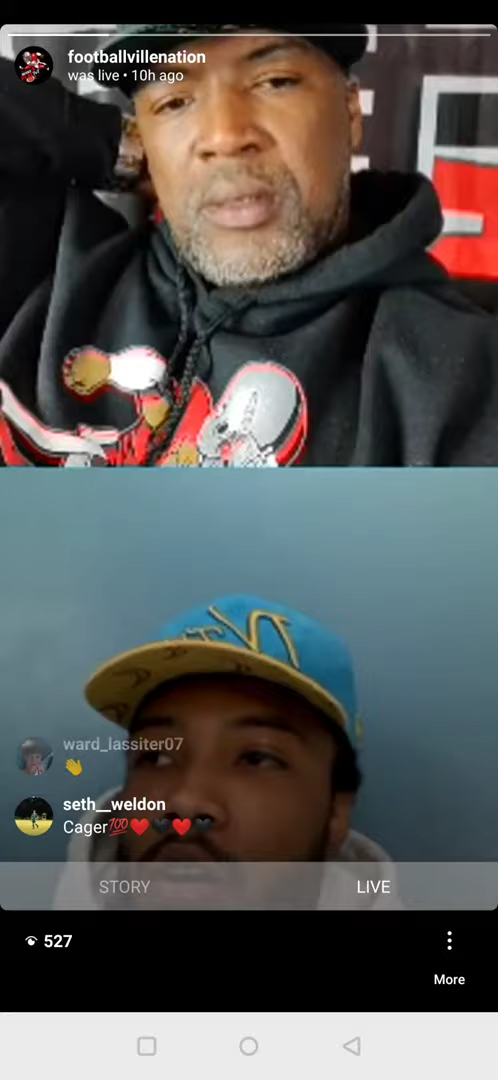 footballvillenation
was live • 10h ago
ward_lassiter07
👋
seth__weldon
Cager💯❤️🖤❤️🖤
STORY
LIVE
527
More